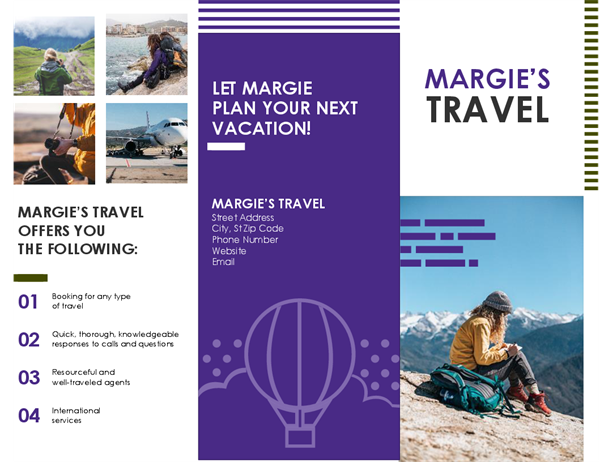 MARGIE'S TRAVEL
OFFERS YOU
THE FOLLOWING:
01 Booking for any type
of travel
02 Quick, thorough, knowledgeable
responses to calls and questions
03 Resourceful and
well-traveled agents
04 International
services
LET MARGIE
PLAN YOUR NEXT
VACATION!
MARGIE'S TRAVEL
Street Address
City, St Zip Code
Phone Number
Website
Email
MARGIE'S
TRAVEL